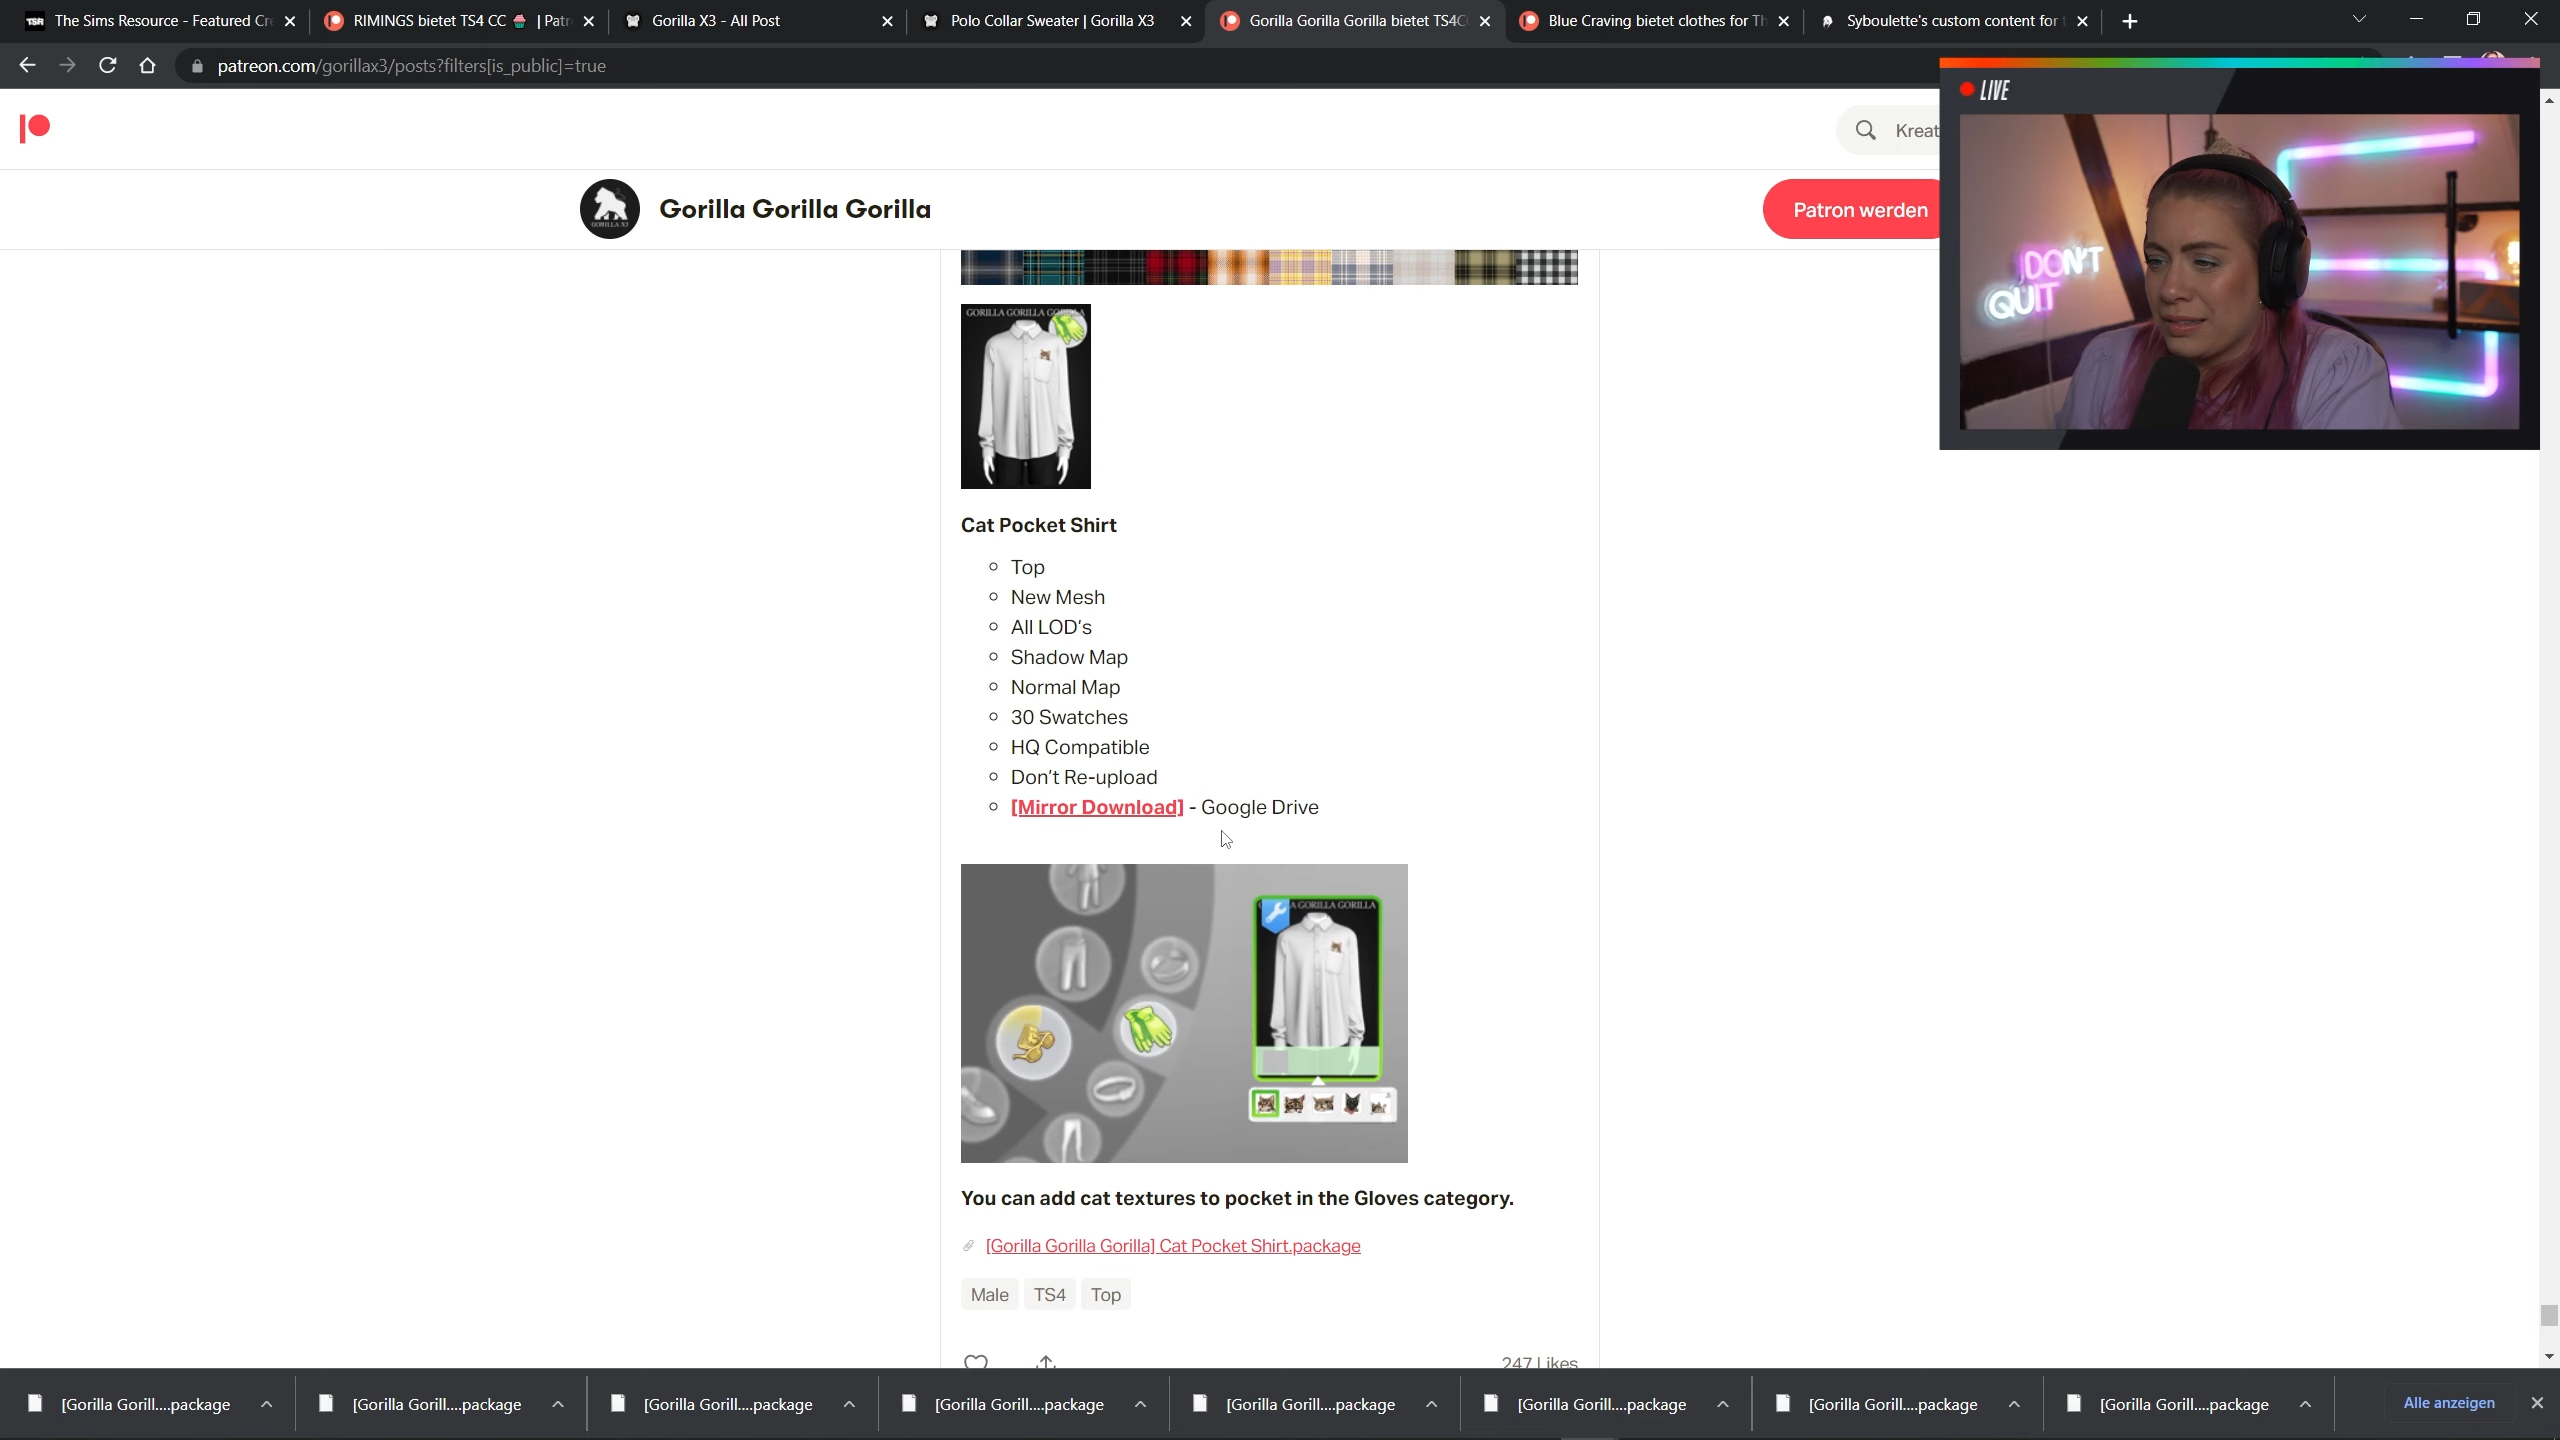 The Sims Resource - Featured Cr
RIMINGS bietet TS4 CC 🧁 | Patr
Gorilla X3 - All Post
Polo Collar Sweater | Gorilla X3
Gorilla Gorilla Gorilla bietet TS4C
Blue Craving bietet clothes for Th
Syboulette's custom content for t
patreon.com/gorillax3/posts?filters[is_public]=true
LIVE
Kreat
Gorilla Gorilla Gorilla
Patron werden
DON'T
QUIT
GORILLA GORILLA GORILLA
Cat Pocket Shirt
Top
New Mesh
All LOD's
Shadow Map
Normal Map
30 Swatches
HQ Compatible
Don't Re-upload
[Mirror Download] - Google Drive
A GORILLA GORILLA
You can add cat textures to pocket in the Gloves category.
[Gorilla Gorilla Gorilla] Cat Pocket Shirt.package
Male TS4 Top
247 Likes
[Gorilla Gorill....package
[Gorilla Gorill....package
[Gorilla Gorill....package
[Gorilla Gorill....package
[Gorilla Gorill....package
[Gorilla Gorill....package
[Gorilla Gorill....package
[Gorilla Gorill....package
Alle anzeigen